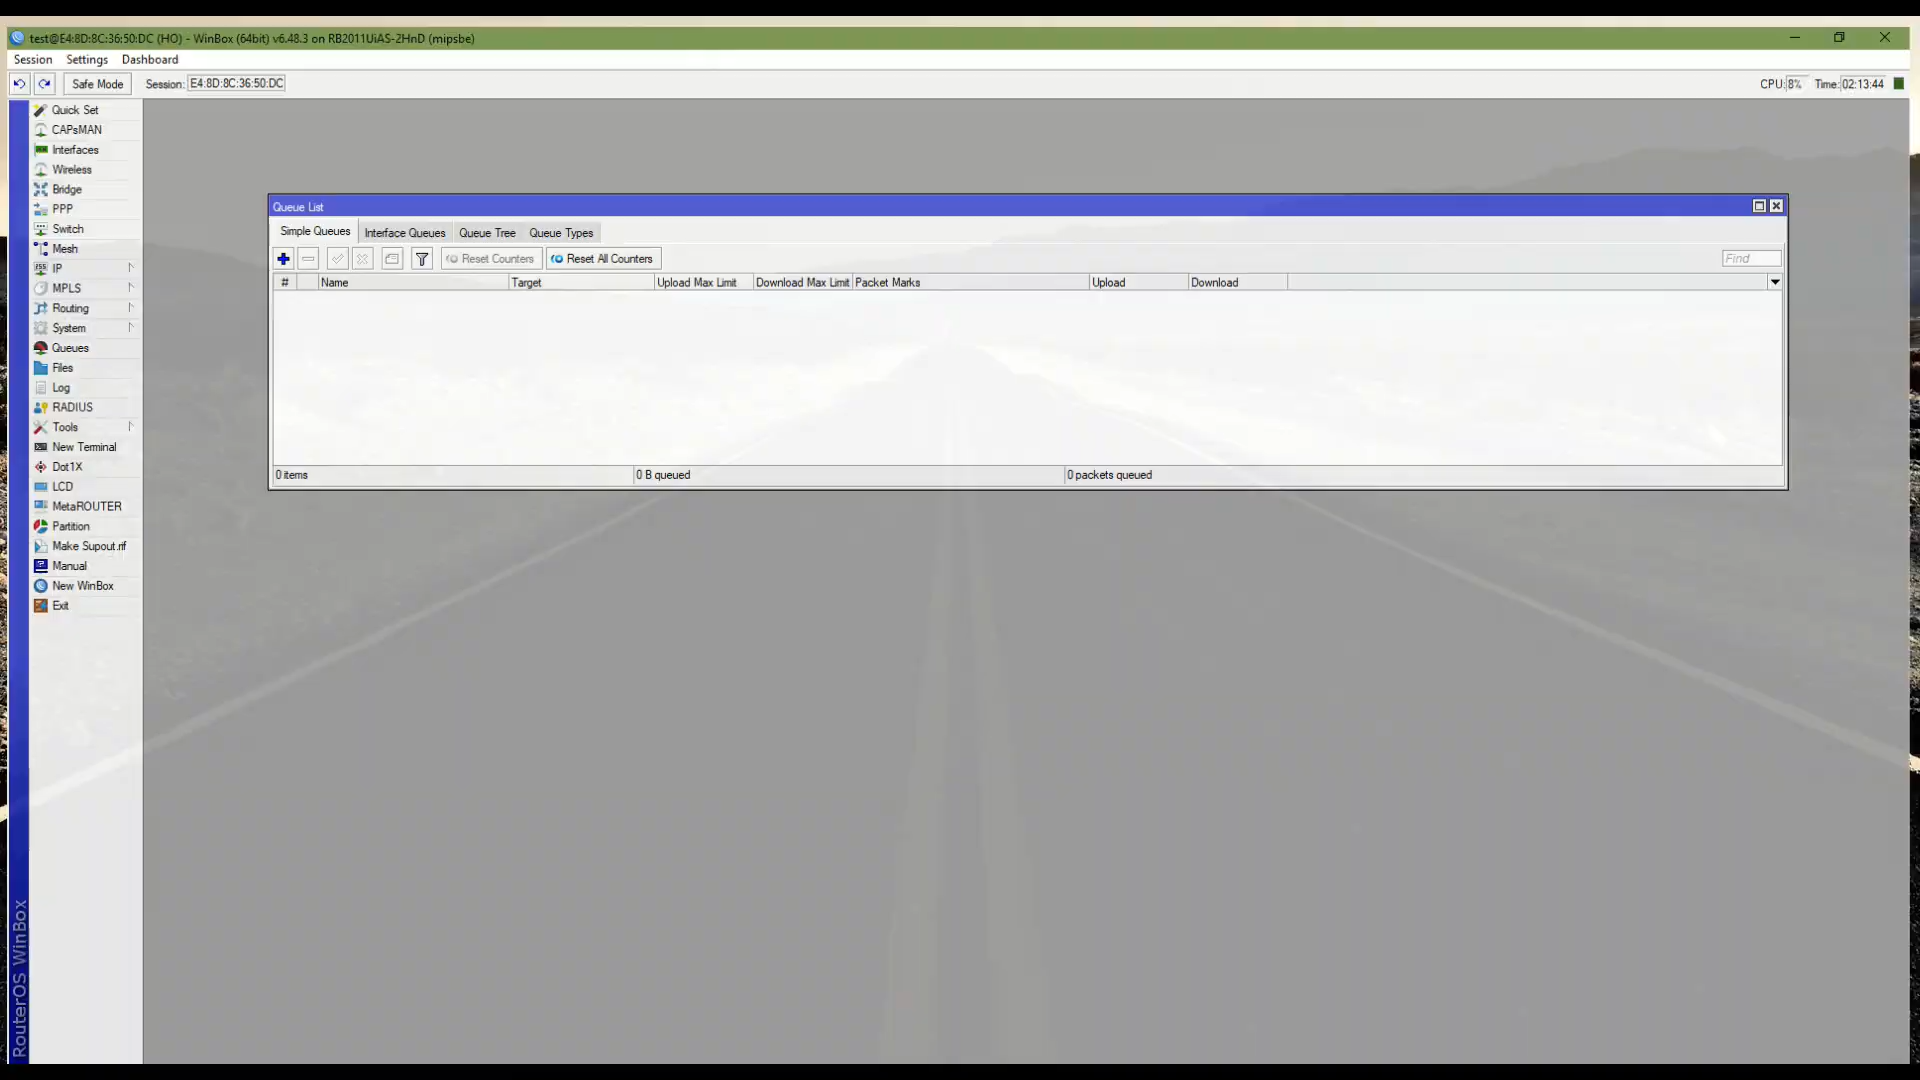 test@E4:8D:8C:36:50:DC (HO) - WinBox (64bit) v6.48.3 on RB2011UiAS-2HnD (mipsbe)
Session Settings Dashboard
Safe Mode Session: E4:8D:8C:36:50:DC CPU: 8% Time: 02:13:44
Quick Set
CAPsMAN
Interfaces
Wireless
Bridge
PPP
Switch
Mesh
IP
MPLS
Routing
System
Queues
Files
Log
RADIUS
Tools
New Terminal
Dot1X
LCD
MetaROUTER
Partition
Make Supout.rif
Manual
New WinBox
Exit
RouterOS WinBox
Queue List
Simple Queues Interface Queues Queue Tree Queue Types
Reset Counters Reset All Counters Find
# Name Target Upload Max Limit Download Max Limit Packet Marks Upload Download
0 items 0 B queued 0 packets queued